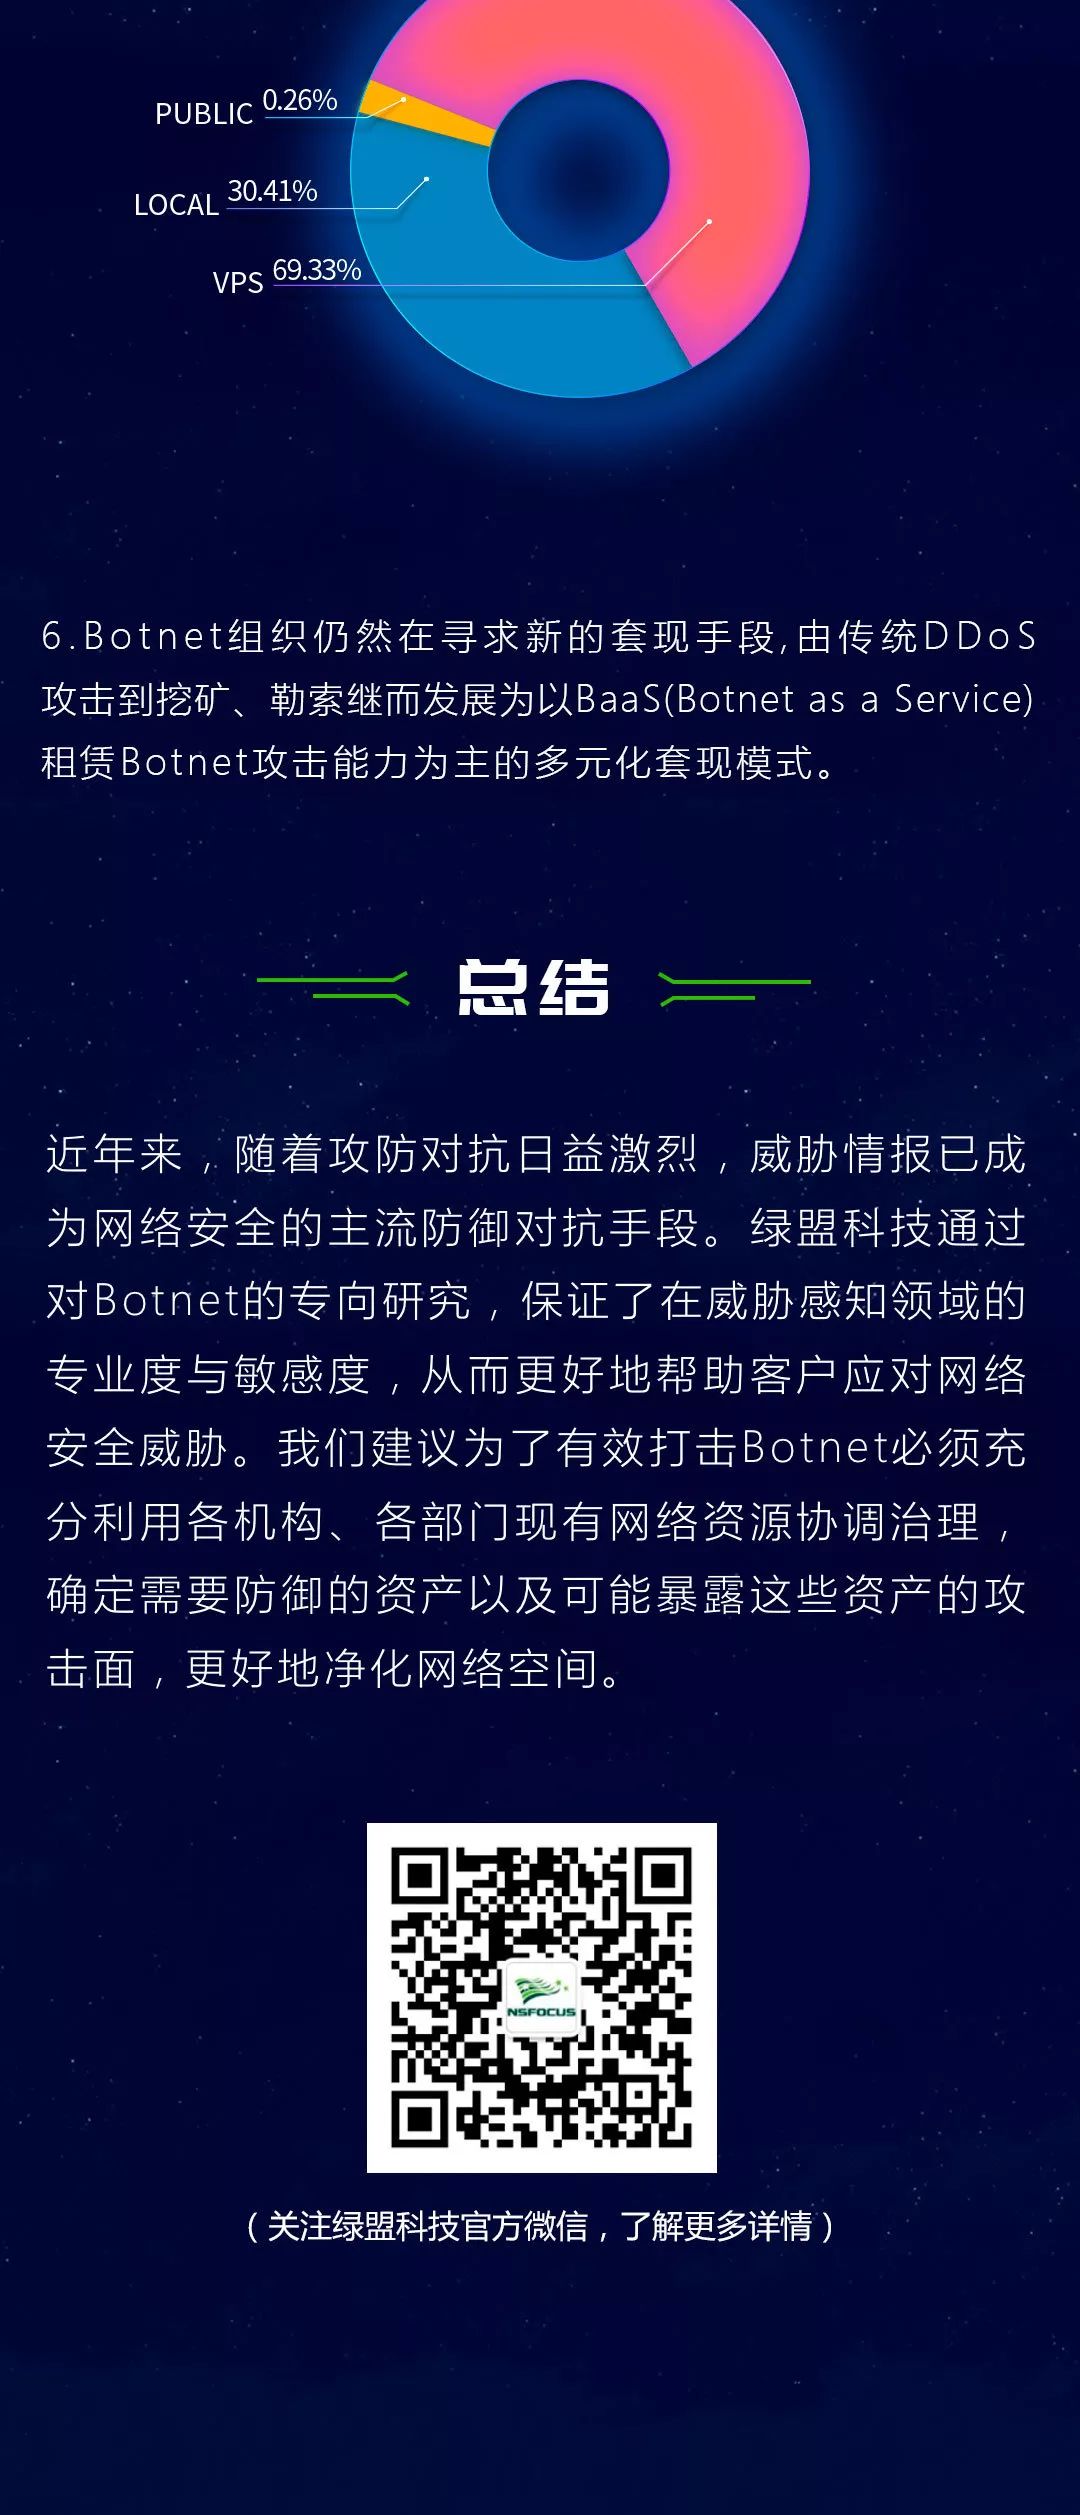 PUBLIC 0.26%
LOCAL 30.41%
VPS 69.33%
6.Botnet组织仍然在寻求新的套现手段,由传统DDoS
攻击到挖矿、勒索继而发展为以BaaS(Botnet as a Service)
租赁Botnet攻击能力为主的多元化套现模式。
总结
近年来，随着攻防对抗日益激烈，威胁情报已成
为网络安全的主流防御对抗手段。绿盟科技通过
对Botnet的专向研究，保证了在威胁感知领域的
专业度与敏感度，从而更好地帮助客户应对网络
安全威胁。我们建议为了有效打击Botnet必须充
分利用各机构、各部门现有网络资源协调治理，
确定需要防御的资产以及可能暴露这些资产的攻
击面，更好地净化网络空间。
NSFOCUS
（关注绿盟科技官方微信，了解更多详情）